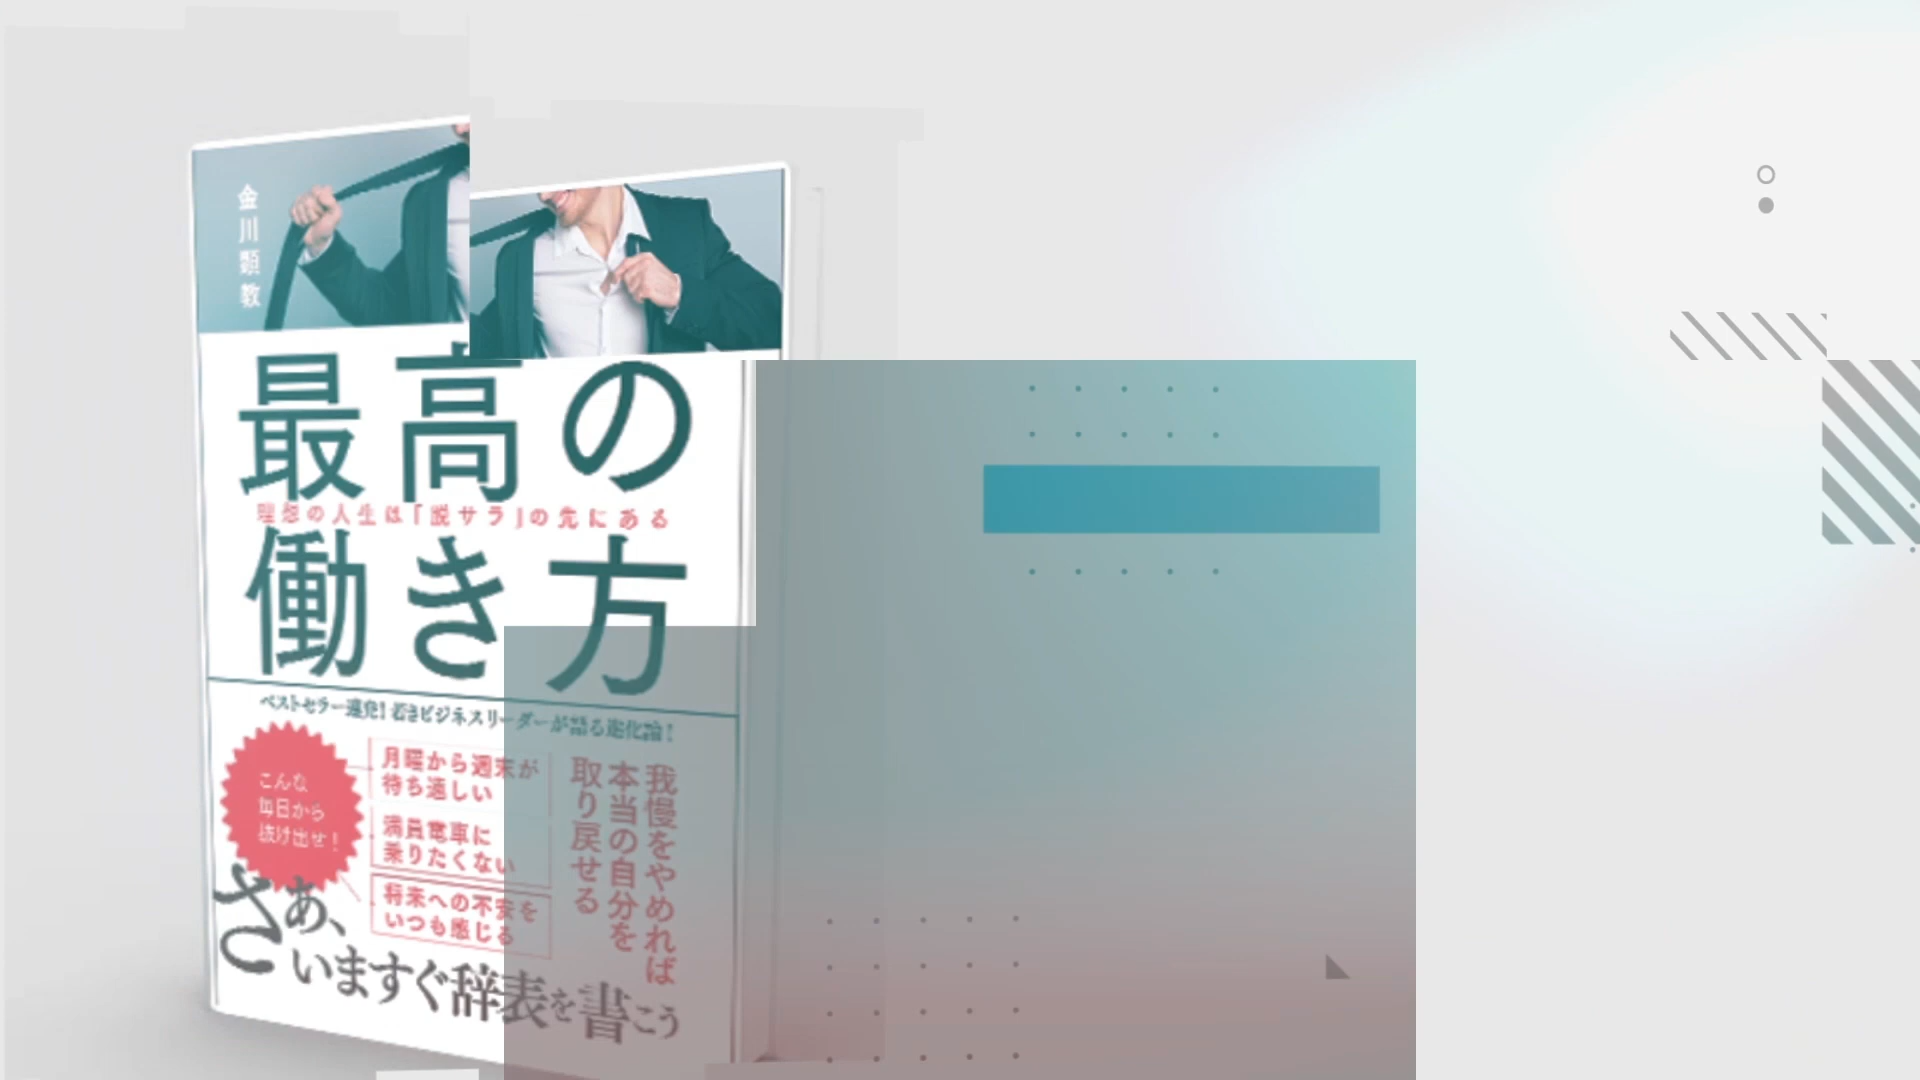 金川顕教
最高の
理想の人生は「脱サラ」の先にある
働き方
ベストセラー連発！若きビジネスリーダーが語る進化論！
こんな
毎日から
抜け出せ！
月曜から週末が
待ち遠しい
満員電車に
乗りたくない
将来への不安を
いつも感じる
我慢をやめれば
本当の自分を
取り戻せる
さあ、
いますぐ辞表を書こう